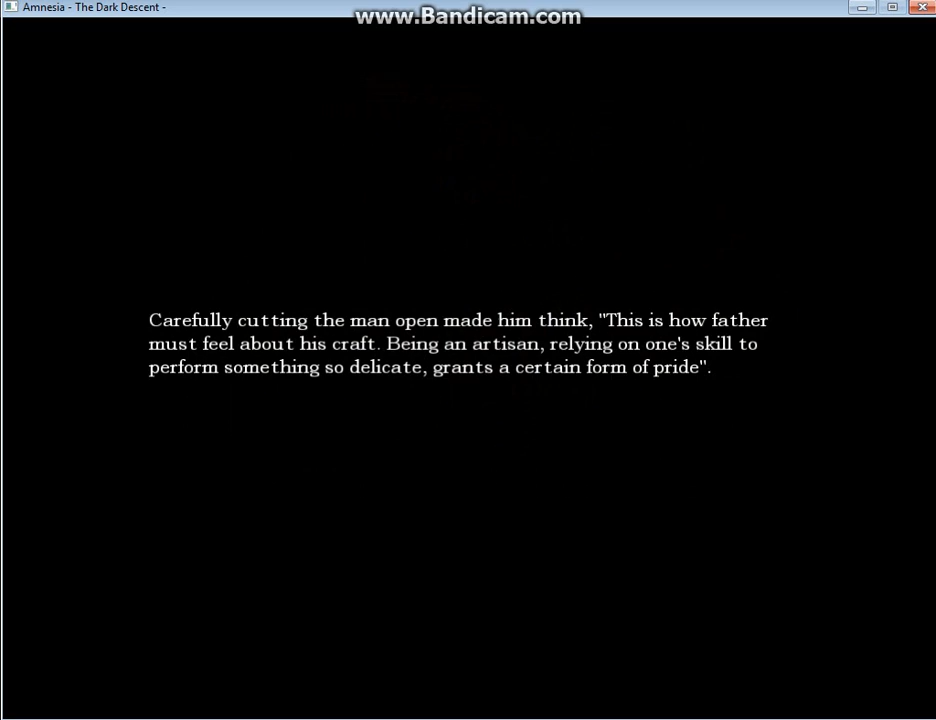 Amnesia - The Dark Descent -
www.Bandicam.com
Carefully cutting the man open made him think, "This is how father
must feel about his craft. Being an artisan, relying on one's skill to
perform something so delicate, grants a certain form of pride".